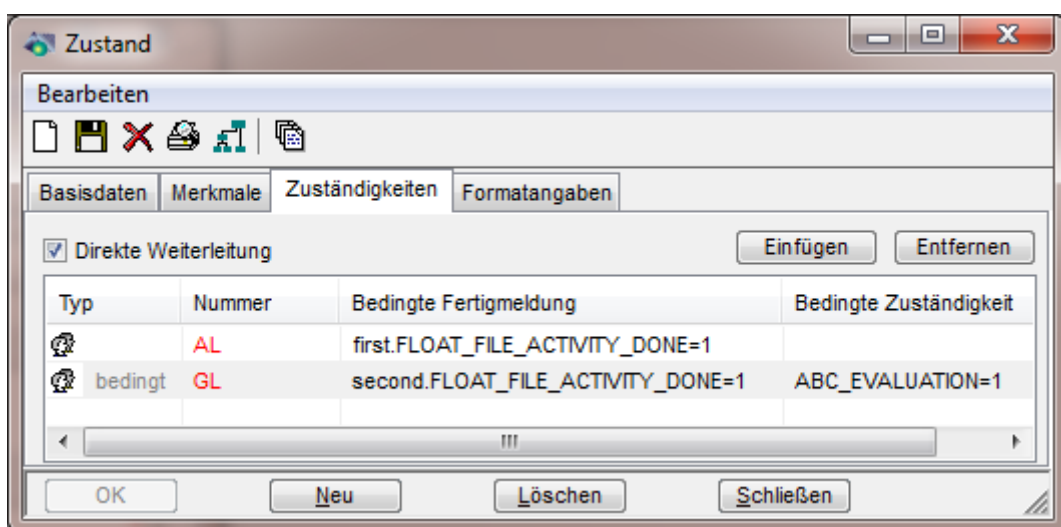 Zustand
Bearbeiten
Basisdaten Merkmale Zuständigkeiten Formatangaben
Direkte Weiterleitung Einfügen Entfernen
Typ Nummer Bedingte Fertigmeldung Bedingte Zuständigkeit
AL first.FLOAT_FILE_ACTIVITY_DONE=1
bedingt GL second.FLOAT_FILE_ACTIVITY_DONE=1 ABC_EVALUATION=1
OK Neu Löschen Schließen